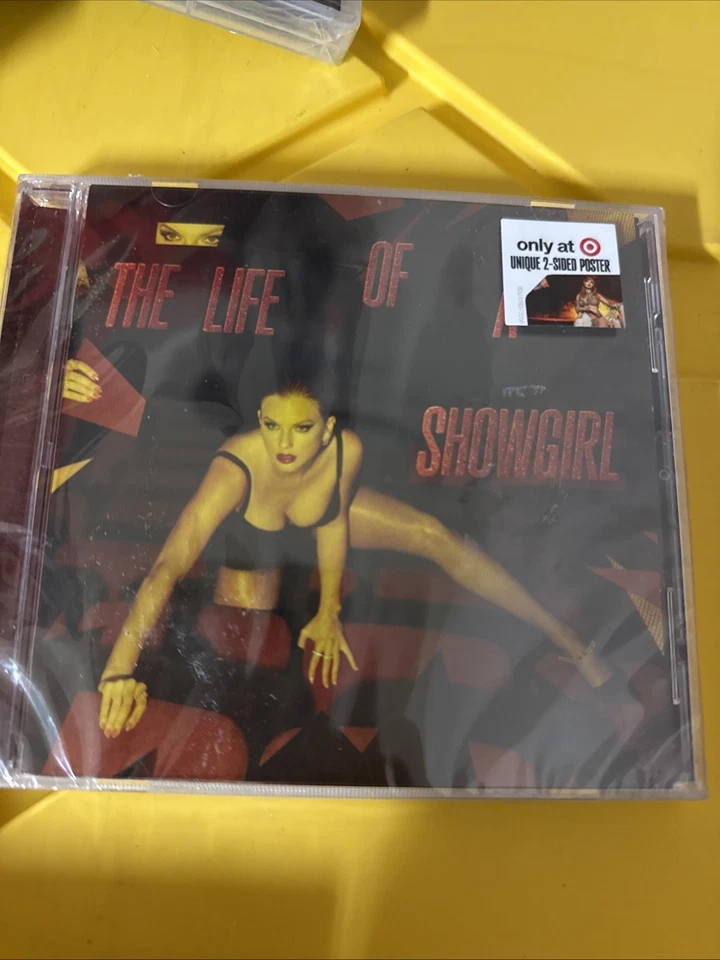 only at
UNIQUE 2-SIDED POSTER
THE LIFE OF
SHOWGIRL